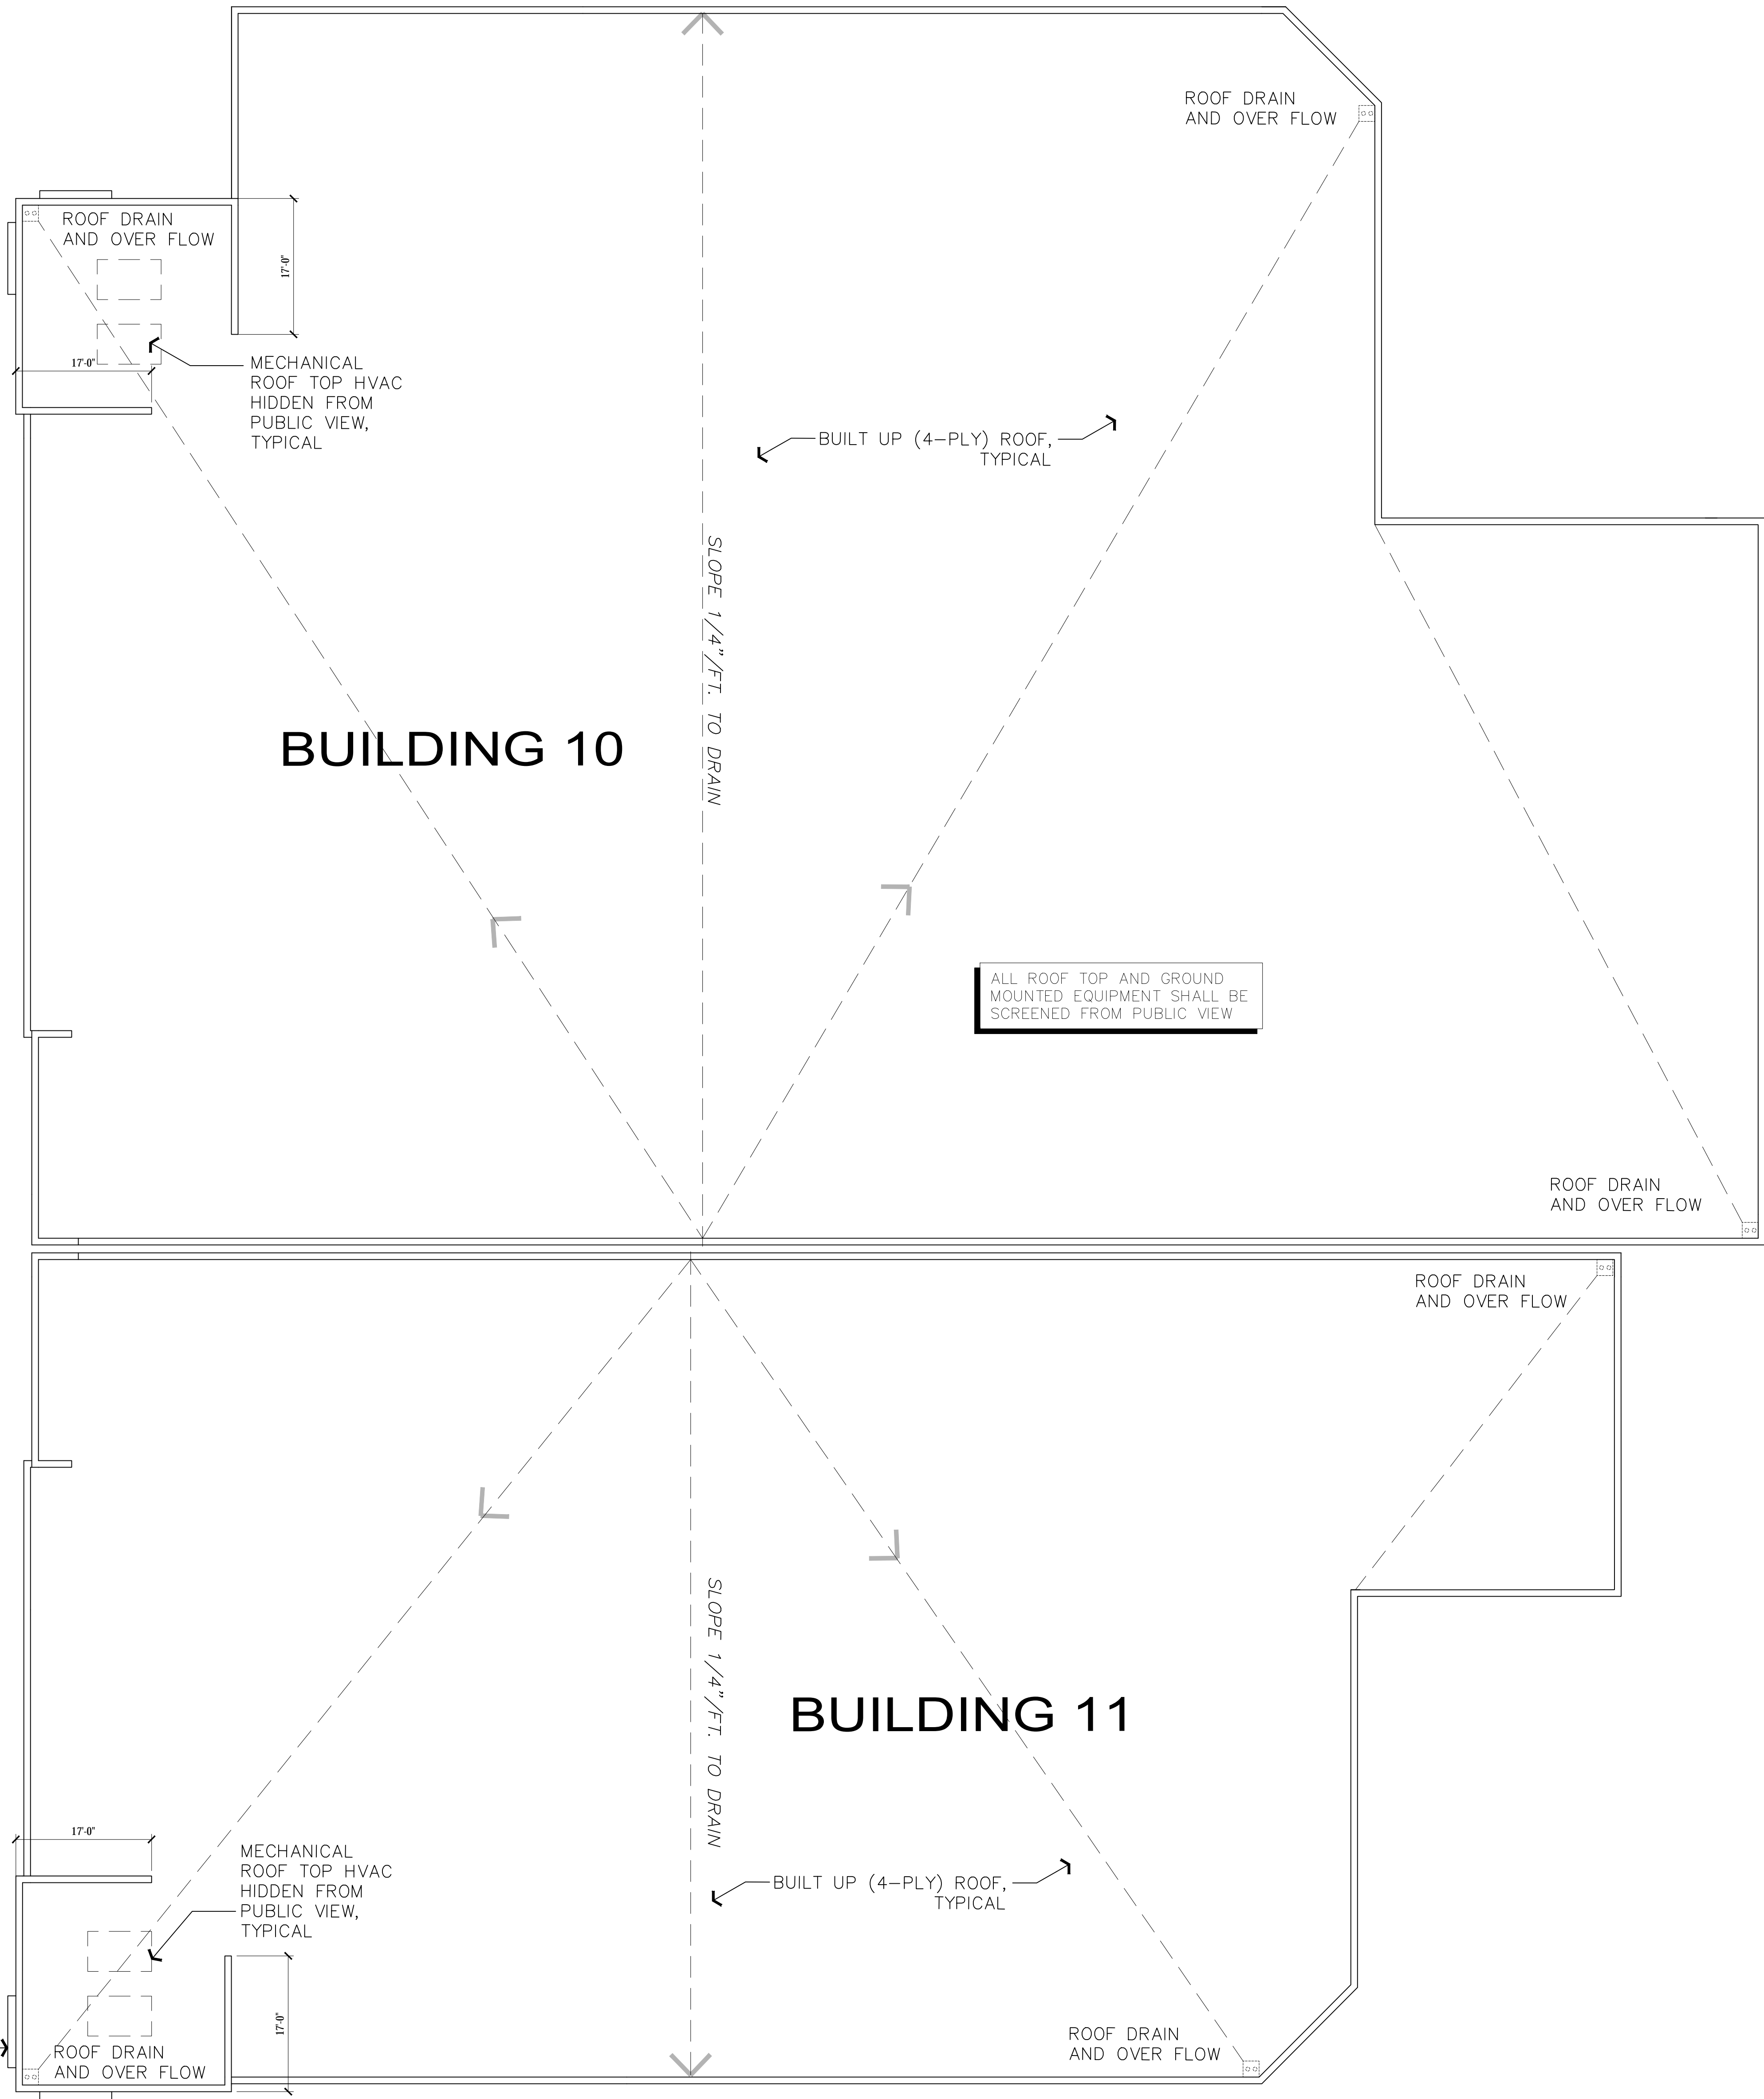 ROOF DRAIN
AND OVER FLOW
ROOF DRAIN
AND OVER FLOW
17'-0"
17'-0"
MECHANICAL
ROOF TOP HVAC
HIDDEN FROM
PUBLIC VIEW,
TYPICAL
BUILT UP (4-PLY) ROOF,
TYPICAL
SLOPE 1/4"/FT. TO DRAIN
BUILDING 10
ALL ROOF TOP AND GROUND
MOUNTED EQUIPMENT SHALL BE
SCREENED FROM PUBLIC VIEW
ROOF DRAIN
AND OVER FLOW
ROOF DRAIN
AND OVER FLOW
SLOPE 1/4"/FT. TO DRAIN
BUILDING 11
17'-0"
MECHANICAL
ROOF TOP HVAC
HIDDEN FROM
PUBLIC VIEW,
TYPICAL
BUILT UP (4-PLY) ROOF,
TYPICAL
17'-0"
ROOF DRAIN
AND OVER FLOW
ROOF DRAIN
AND OVER FLOW